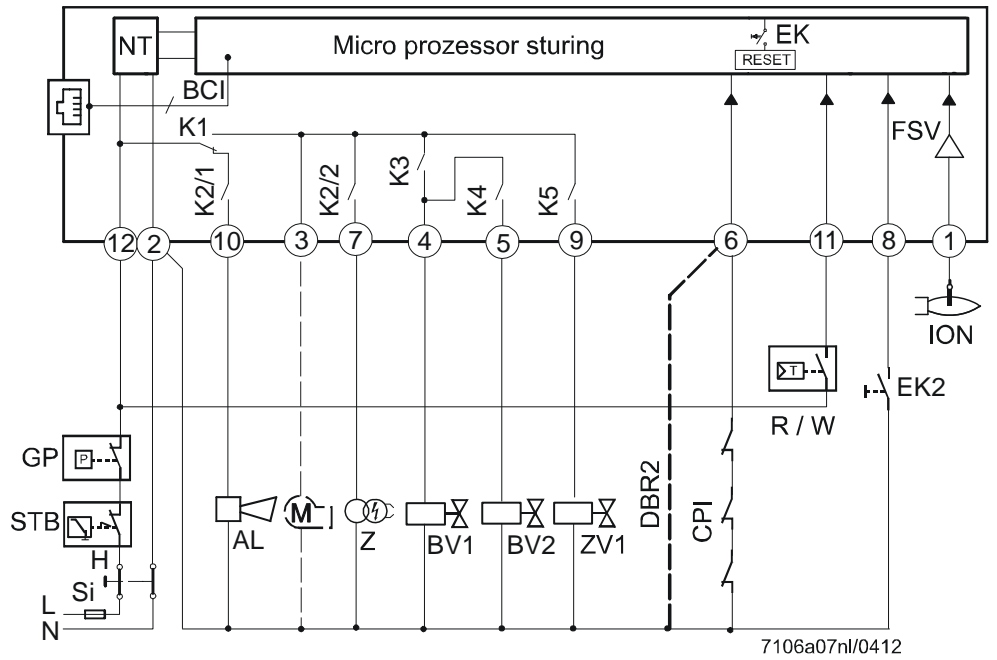 NT
Micro prozessor sturing
EK
RESET
BCI
K1
FSV
K2/1
K2/2
K3
K4
K5
12
2
10
3
7
4
5
9
6
11
8
1
ION
T
EK2
R / W
GP
P
STB
AL
M
Z
BV1
BV2
ZV1
DBR2
CPI
H
Si
L
N
7106a07nl/0412